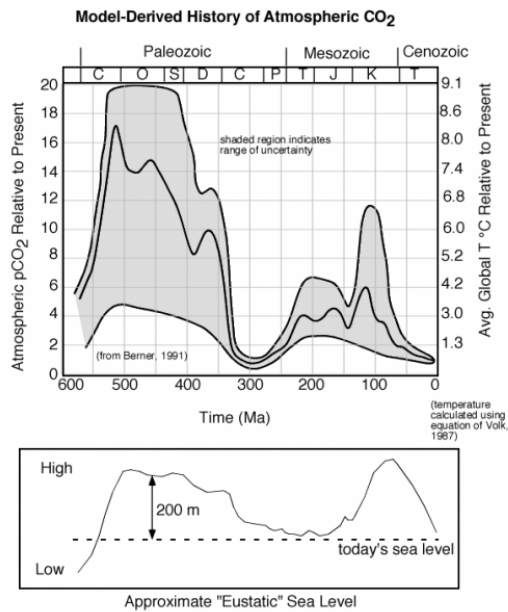 Model-Derived History of Atmospheric CO2
Paleozoic Mesozoic Cenozoic
C O S D C P T J K T
20 9.1
18 8.6
16 8.0
14 7.4
12 6.8
10 6.0
8 5.2
6 4.2
4 3.0
2 1.3
0
Atmospheric pCO2 Relative to Present
Avg. Global T °C Relative to Present
shaded region indicates
range of uncertainty
(from Berner, 1991)
600 500 400 300 200 100 0
Time (Ma)
(temperature
calculated using
equation of Volk,
1987)
High
200 m
today's sea level
Low
Approximate "Eustatic" Sea Level